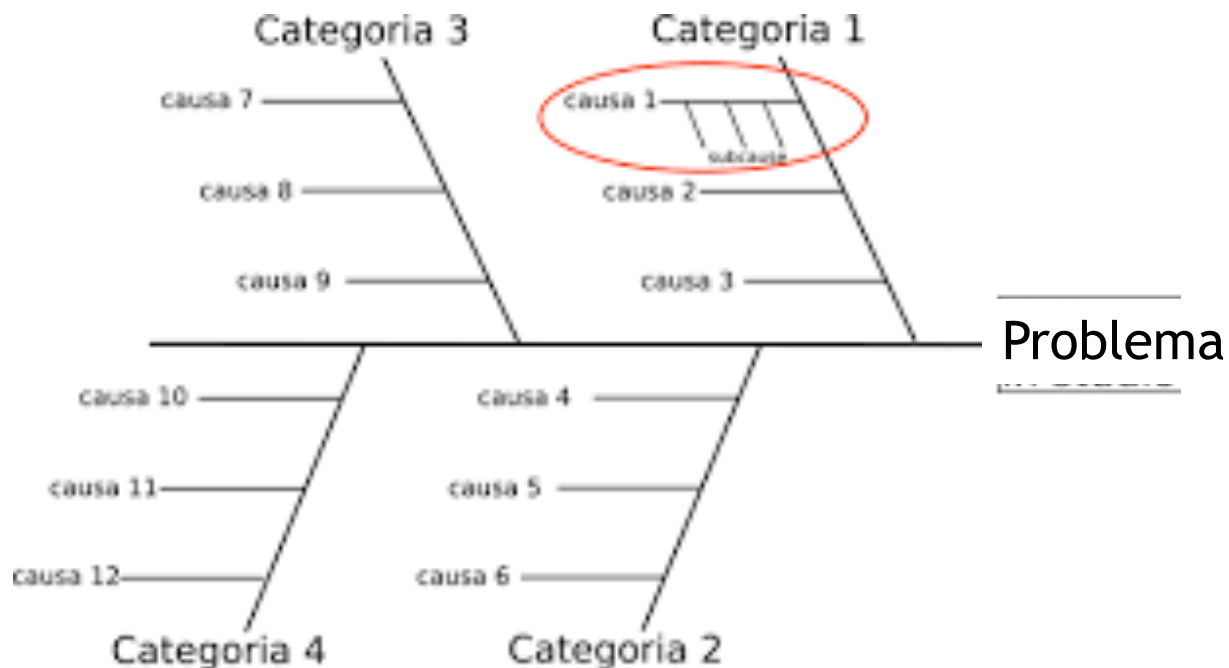 Categoria 3
Categoria 1
causa 7
causa 1
subcause
causa 8
causa 2
causa 9
causa 3
Problema
causa 10
causa 4
causa 11
causa 5
causa 12
causa 6
Categoria 4
Categoria 2